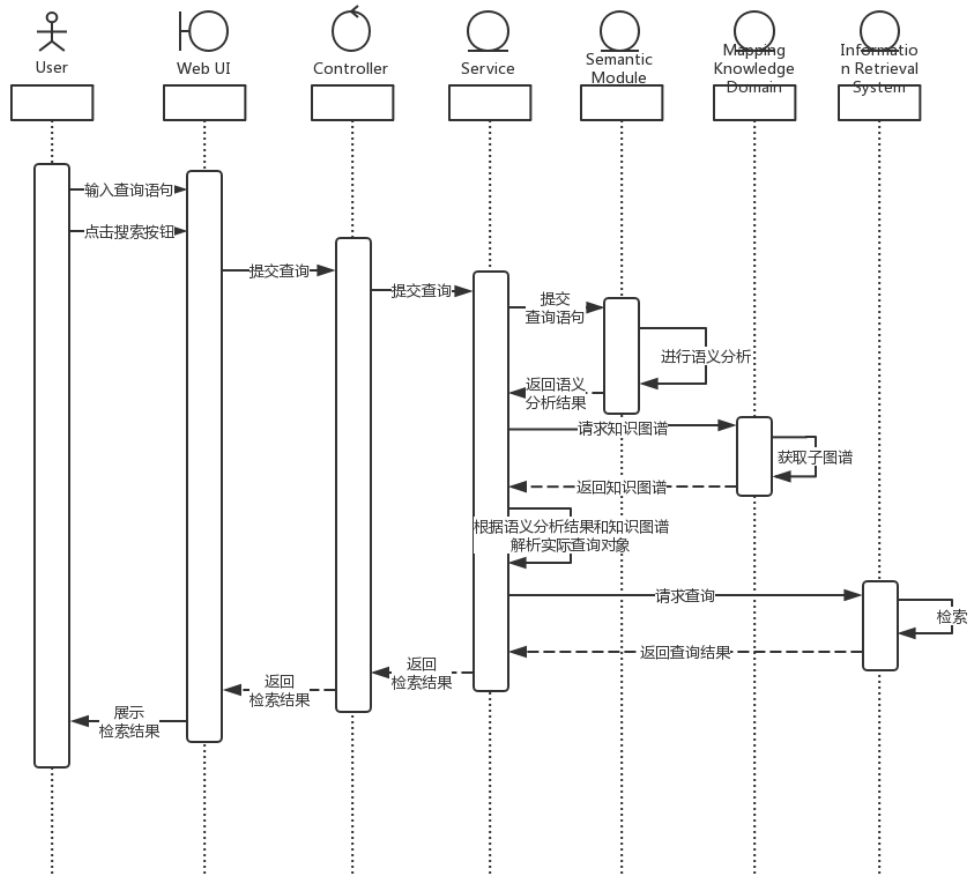 User
Web UI
Controller
Service
Semantic
Module
Mapping
Knowledge
Domain
Informatio
n Retrieval
System
输入查询语句
点击搜索按钮
提交查询
提交查询
提交
查询语句
进行语义分析
返回语义
分析结果
请求知识图谱
获取子图谱
返回知识图谱
根据语义分析结果和知识图谱
解析实际查询对象
请求查询
检索
返回查询结果
返回
检索结果
返回
检索结果
展示
检索结果